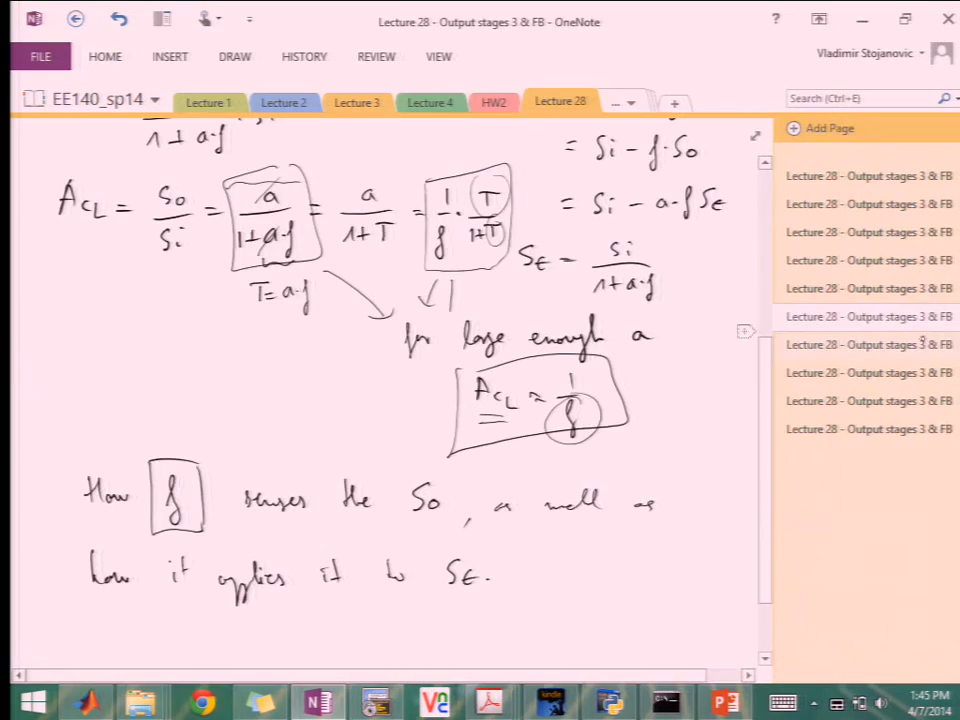 Lecture 28 - Output stages 3 & FB - OneNote
?
FILE HOME INSERT DRAW HISTORY REVIEW VIEW
Vladimir Stojanovic
EE140_sp14 Lecture 1 Lecture 2 Lecture 3 Lecture 4 HW2 Lecture 28 ... +
Search (Ctrl+E)
Add Page
Lecture 28 - Output stages 3 & FB
Lecture 28 - Output stages 3 & FB
Lecture 28 - Output stages 3 & FB
Lecture 28 - Output stages 3 & FB
Lecture 28 - Output stages 3 & FB
Lecture 28 - Output stages 3 & FB
Lecture 28 - Output stages 3 & FB
Lecture 28 - Output stages 3 & FB
Lecture 28 - Output stages 3 & FB
Lecture 28 - Output stages 3 & FB
1 + a·f
= Si - f·So
A_CL = So/Si = a/(1+a·f) = a/(1+T) = 1/f · T/(1+T)
= Si - a·f Sε
T = a·f
Sε = Si/(1+a·f)
for large enough a
A_CL ≈ 1/f
How f senses the So, as well as
how it applies it to Sε.
1:45 PM
4/7/2014